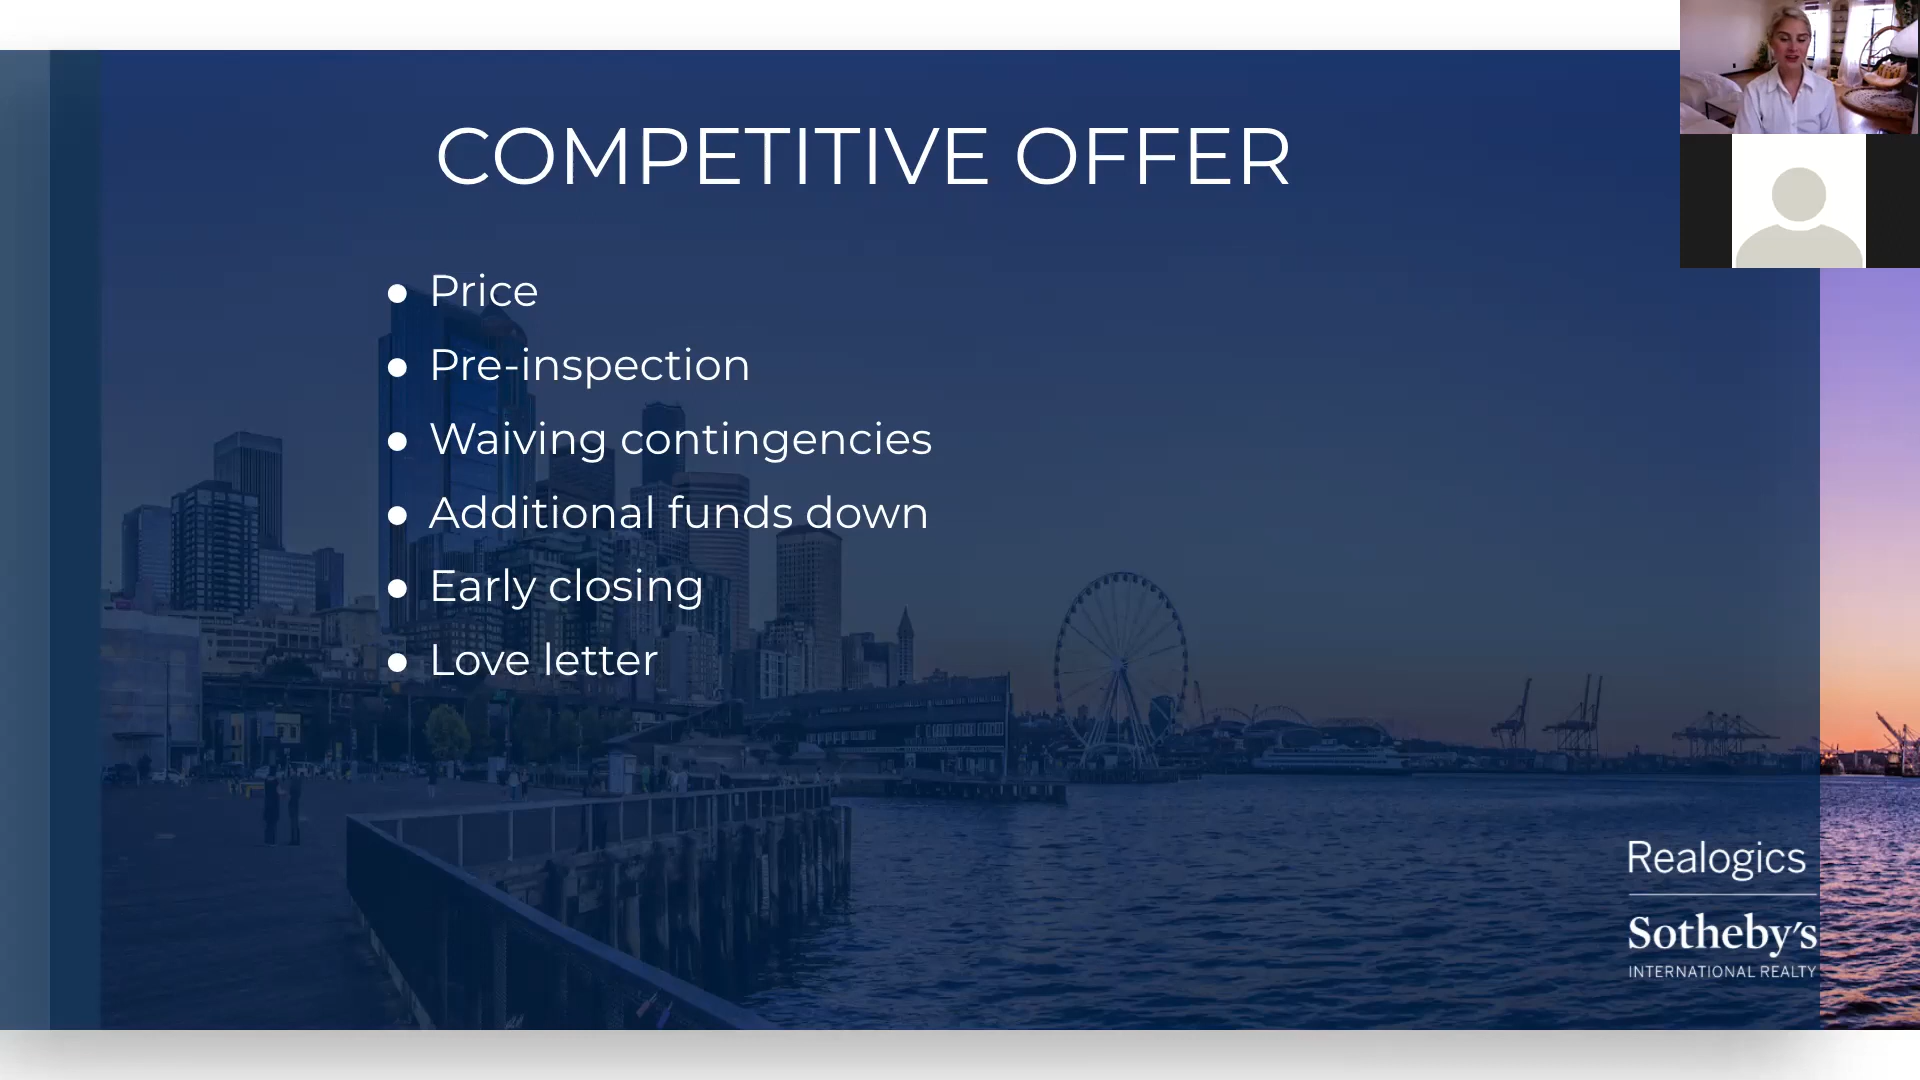 COMPETITIVE OFFER
● Price
● Pre-inspection
● Waiving contingencies
● Additional funds down
● Early closing
● Love letter
Realogics
Sotheby's
INTERNATIONAL REALTY